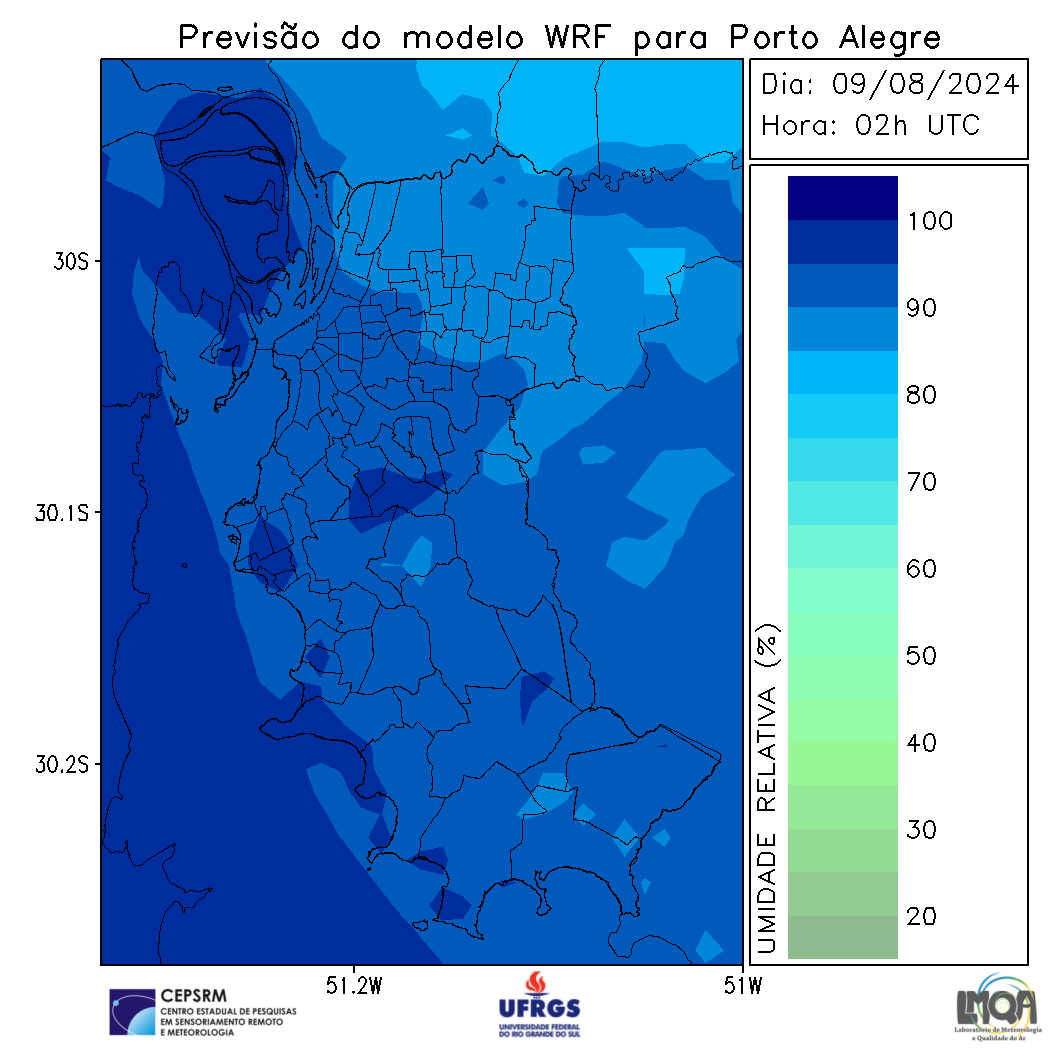 Previsão do modelo WRF para Porto Alegre
Dia: 09/08/2024
Hora: 02h UTC
30S
30.1S
30.2S
51.2W
51W
UMIDADE RELATIVA (%)
100
90
80
70
60
50
40
30
20
CEPSRM
CENTRO ESTADUAL DE PESQUISAS
EM SENSORIAMENTO REMOTO
E METEOROLOGIA
UFRGS
UNIVERSIDADE FEDERAL
DO RIO GRANDE DO SUL
LMQA
Laboratório de Meteorologia
e Qualidade do Ar